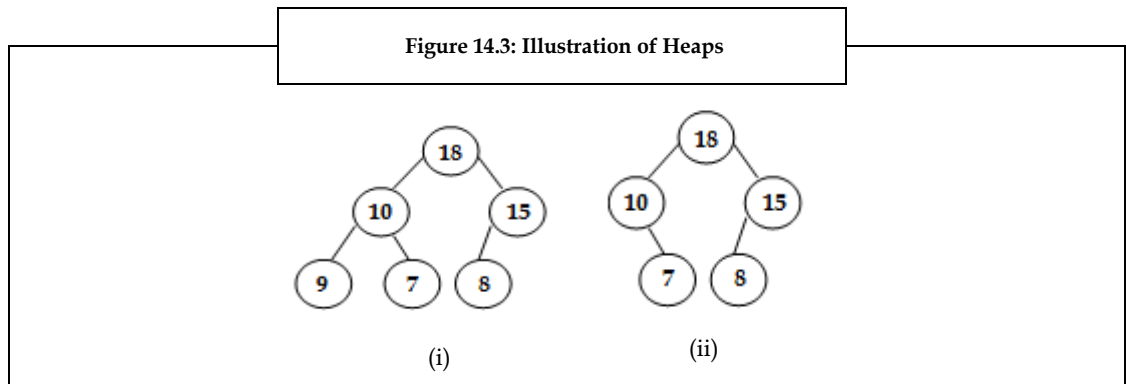 Figure 14.3: Illustration of Heaps
18 18
10 15 10 15
9 7 8 7 8
(i) (ii)